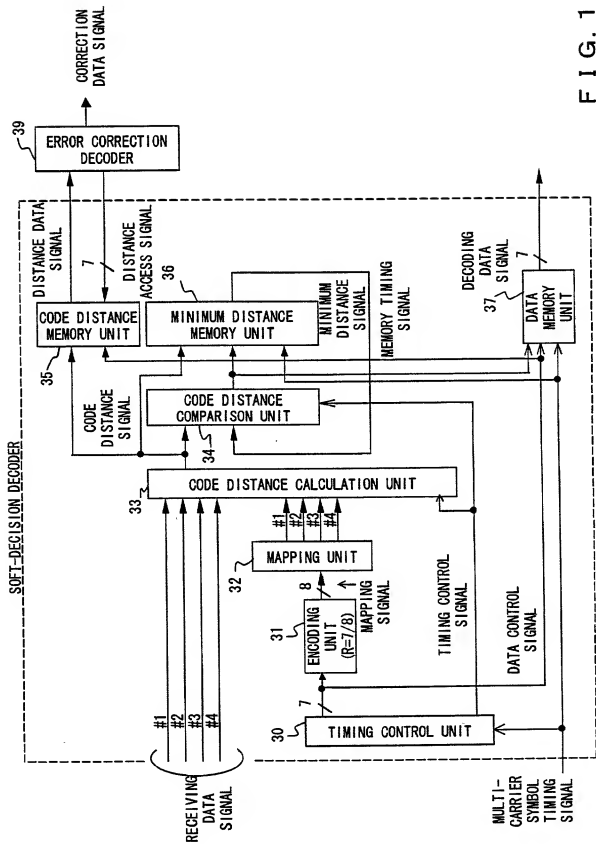 FIG. 1
SOFT-DECISION DECODER
RECEIVING
DATA
SIGNAL
#1
#2
#3
#4
MULTI-
CARRIER
SYMBOL
TIMING
SIGNAL
30
TIMING CONTROL UNIT
7
31
ENCODING
UNIT
(R=7/8)
8
MAPPING
SIGNAL
32
MAPPING UNIT
#1
#2
#3
#4
TIMING CONTROL
SIGNAL
DATA CONTROL
SIGNAL
33
CODE DISTANCE CALCULATION UNIT
CODE DISTANCE
SIGNAL
34
CODE DISTANCE
COMPARISON UNIT
35
CODE DISTANCE
MEMORY UNIT
36
MINIMUM DISTANCE
MEMORY UNIT
MINIMUM
DISTANCE SIGNAL
MEMORY TIMING
SIGNAL
DISTANCE DATA
SIGNAL
7
DISTANCE
ACCESS SIGNAL
37
DATA
MEMORY
UNIT
DECODING
DATA
SIGNAL
7
39
ERROR CORRECTION
DECODER
CORRECTION
DATA SIGNAL